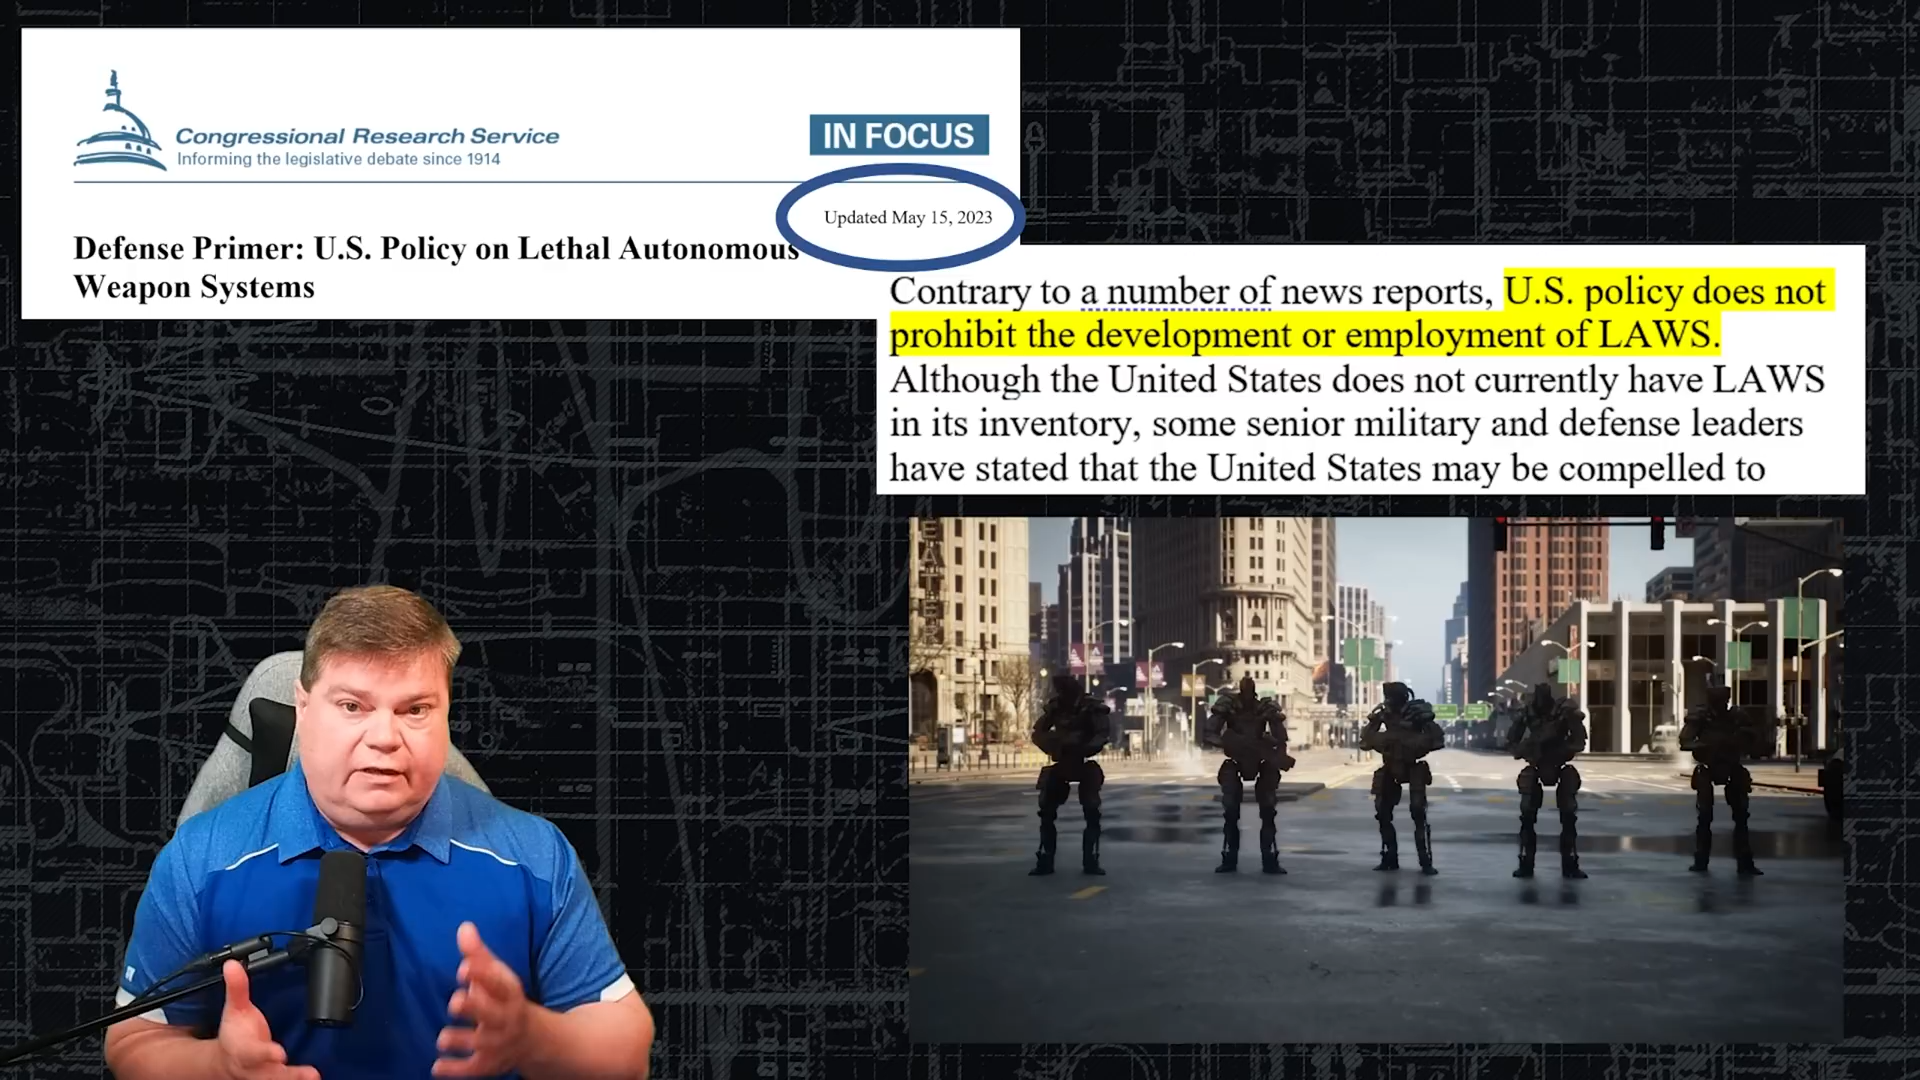 Congressional Research Service
Informing the legislative debate since 1914
IN FOCUS
Updated May 15, 2023
Defense Primer: U.S. Policy on Lethal Autonomous
Weapon Systems
Contrary to a number of news reports, U.S. policy does not
prohibit the development or employment of LAWS.
Although the United States does not currently have LAWS
in its inventory, some senior military and defense leaders
have stated that the United States may be compelled to
EATER